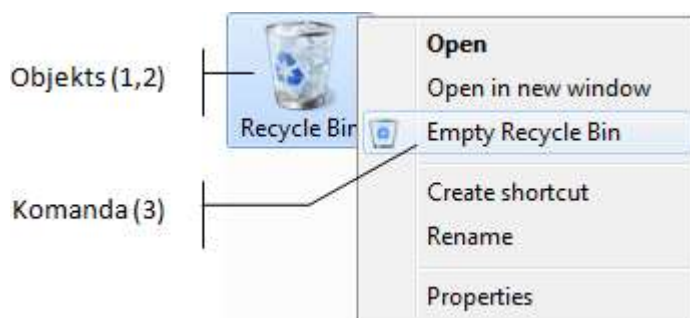 Objekts (1,2)
Komanda (3)
Recycle Bin
Open
Open in new window
Empty Recycle Bin
Create shortcut
Rename
Properties